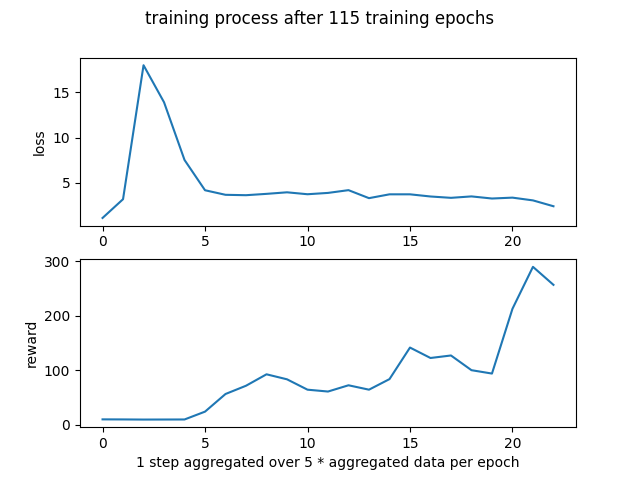 training process after 115 training epochs
15
10
5
loss
0 5 10 15 20
300
200
100
0
reward
0 5 10 15 20
1 step aggregated over 5 * aggregated data per epoch